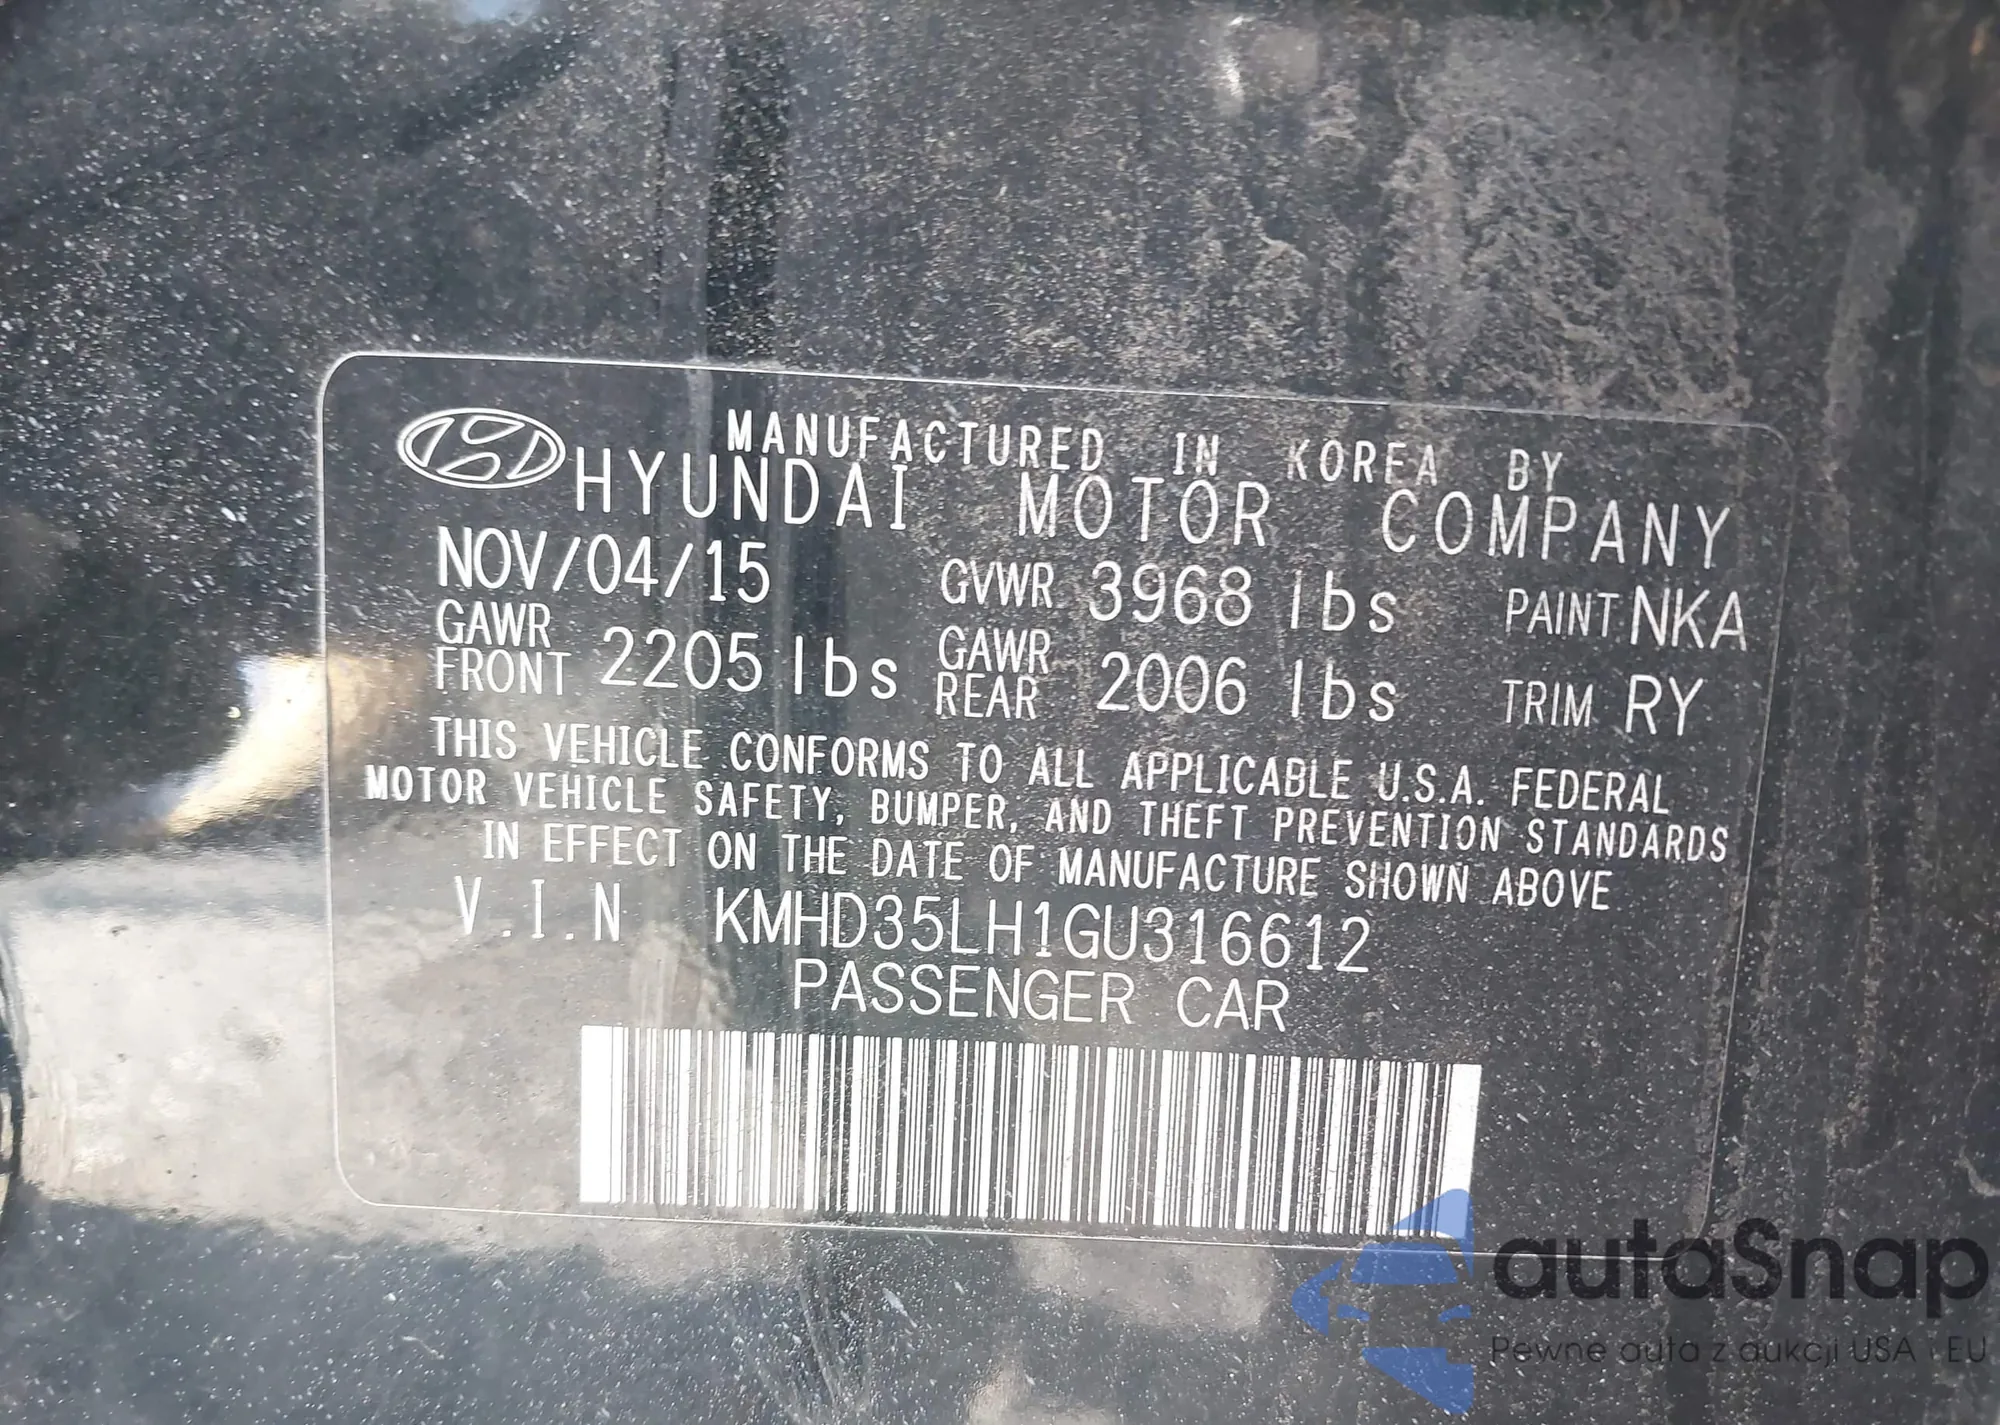 MANUFACTURED IN KOREA BY
HYUNDAI MOTOR COMPANY
NOV/04/15 GVWR 3968 lbs PAINT NKA
GAWR FRONT 2205 lbs GAWR REAR 2006 lbs TRIM RY
THIS VEHICLE CONFORMS TO ALL APPLICABLE U.S.A. FEDERAL
MOTOR VEHICLE SAFETY, BUMPER, AND THEFT PREVENTION STANDARDS
IN EFFECT ON THE DATE OF MANUFACTURE SHOWN ABOVE
V.I.N KMHD35LH1GU316612
PASSENGER CAR
autaSnap
Pewne auta z aukcji USA i EU